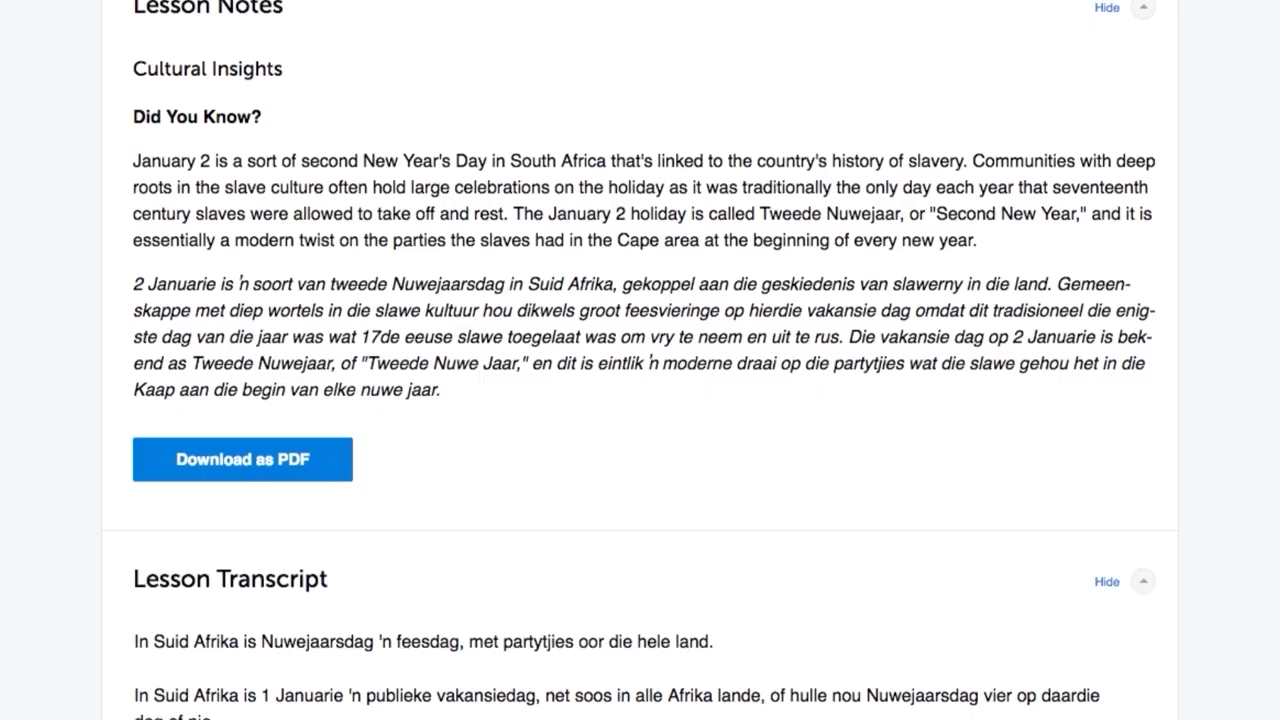 Lesson Notes
Hide
Cultural Insights
Did You Know?
January 2 is a sort of second New Year's Day in South Africa that's linked to the country's history of slavery. Communities with deep
roots in the slave culture often hold large celebrations on the holiday as it was traditionally the only day each year that seventeenth
century slaves were allowed to take off and rest. The January 2 holiday is called Tweede Nuwejaar, or "Second New Year," and it is
essentially a modern twist on the parties the slaves had in the Cape area at the beginning of every new year.
2 Januarie is ŉ soort van tweede Nuwejaarsdag in Suid Afrika, gekoppel aan die geskiedenis van slawerny in die land. Gemeen-
skappe met diep wortels in die slawe kultuur hou dikwels groot feesvieringe op hierdie vakansie dag omdat dit tradisioneel die enig-
ste dag van die jaar was wat 17de eeuse slawe toegelaat was om vry te neem en uit te rus. Die vakansie dag op 2 Januarie is bek-
end as Tweede Nuwejaar, of "Tweede Nuwe Jaar," en dit is eintlik ŉ moderne draai op die partytjies wat die slawe gehou het in die
Kaap aan die begin van elke nuwe jaar.
Download as PDF
Lesson Transcript
Hide
In Suid Afrika is Nuwejaarsdag 'n feesdag, met partytjies oor die hele land.
In Suid Afrika is 1 Januarie 'n publieke vakansiedag, net soos in alle Afrika lande, of hulle nou Nuwejaarsdag vier op daardie
dag of nie